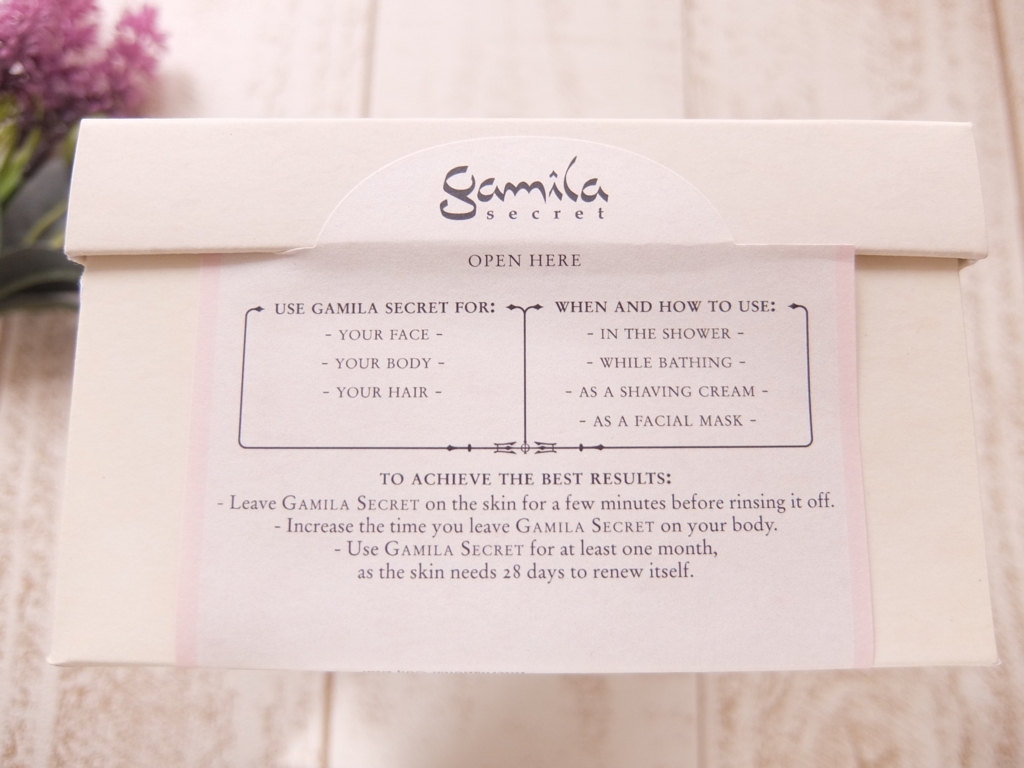 gamîla
secret
OPEN HERE
USE GAMILA SECRET FOR:
- YOUR FACE -
- YOUR BODY -
- YOUR HAIR -
WHEN AND HOW TO USE:
- IN THE SHOWER -
- WHILE BATHING -
- AS A SHAVING CREAM -
- AS A FACIAL MASK -
TO ACHIEVE THE BEST RESULTS:
- Leave GAMILA SECRET on the skin for a few minutes before rinsing it off.
- Increase the time you leave GAMILA SECRET on your body.
- Use GAMILA SECRET for at least one month,
as the skin needs 28 days to renew itself.